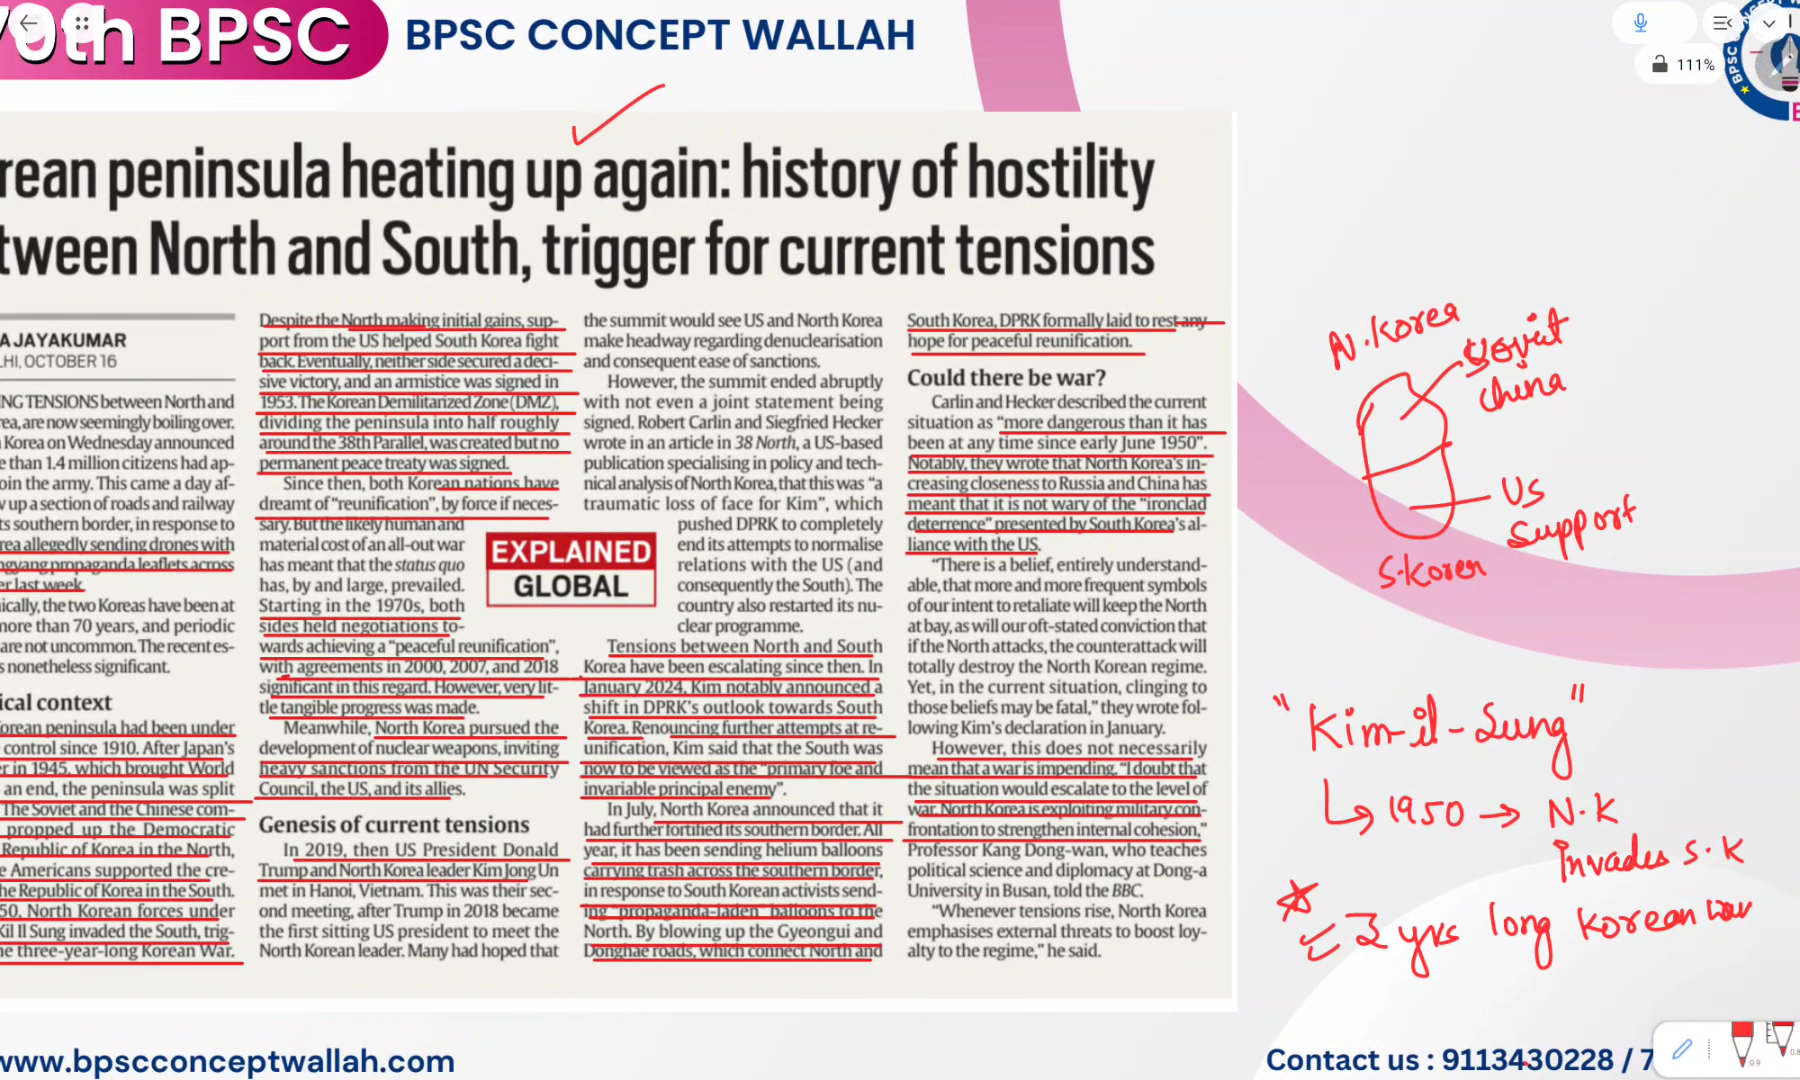 70th BPSC
BPSC CONCEPT WALLAH
111%
BPSC
rean peninsula heating up again: history of hostility
tween North and South, trigger for current tensions
AJAYAKUMAR
LHI, OCTOBER 16
NG TENSIONS between North and
rea, are now seemingly boiling over.
Korea on Wednesday announced
e than 1.4 million citizens had ap-
oin the army. This came a day af-
w up a section of roads and railway
ts southern border, in response to
rea allegedly sending drones with
ngyang propaganda leaflets across
er last week
ically, the two Koreas have been at
more than 70 years, and periodic
are not uncommon. The recent es-
s nonetheless significant.
ical context
orean peninsula had been under
control since 1910. After Japan's
er in 1945, which brought World
an end, the peninsula was split
The Soviet and the Chinese com-
propped up the Democratic
Republic of Korea in the North,
e Americans supported the cre-
he Republic of Korea in the South.
50, North Korean forces under
Kil Il Sung invaded the South, trig-
he three-year-long Korean War.
Despite the North making initial gains, sup-
port from the US helped South Korea fight
back. Eventually, neither side secured a deci-
sive victory, and an armistice was signed in
1953. The Korean Demilitarized Zone (DMZ),
dividing the peninsula into half roughly
around the 38th Parallel, was created but no
permanent peace treaty was signed.
Since then, both Korean nations have
dreamt of “reunification”, by force if neces-
sary. But the likely human and
material cost of an all-out war
has meant that the status quo
has, by and large, prevailed.
Starting in the 1970s, both
sides held negotiations to-
wards achieving a “peaceful reunification”,
with agreements in 2000, 2007, and 2018
significant in this regard. However, very lit-
tle tangible progress was made.
Meanwhile, North Korea pursued the
development of nuclear weapons, inviting
heavy sanctions from the UN Security
Council, the US, and its allies.
Genesis of current tensions
In 2019, then US President Donald
Trump and North Korea leader Kim Jong Un
met in Hanoi, Vietnam. This was their sec-
ond meeting, after Trump in 2018 became
the first sitting US president to meet the
North Korean leader. Many had hoped that
EXPLAINED
GLOBAL
the summit would see US and North Korea
make headway regarding denuclearisation
and consequent ease of sanctions.
However, the summit ended abruptly
with not even a joint statement being
signed. Robert Carlin and Siegfried Hecker
wrote in an article in 38 North, a US-based
publication specialising in policy and tech-
nical analysis of North Korea, that this was “a
traumatic loss of face for Kim”, which
pushed DPRK to completely
end its attempts to normalise
relations with the US (and
consequently the South). The
country also restarted its nu-
clear programme.
Tensions between North and South
Korea have been escalating since then. In
January 2024, Kim notably announced a
shift in DPRK's outlook towards South
Korea. Renouncing further attempts at re-
unification, Kim said that the South was
now to be viewed as the “primary foe and
invariable principal enemy”.
In July, North Korea announced that it
had further fortified its southern border. All
year, it has been sending helium balloons
carrying trash across the southern border,
in response to South Korean activists send-
ing “propaganda-laden” balloons to the
North. By blowing up the Gyeongui and
Donghae roads, which connect North and
South Korea, DPRK formally laid to rest any
hope for peaceful reunification.
Could there be war?
Carlin and Hecker described the current
situation as “more dangerous than it has
been at any time since early June 1950”.
Notably, they wrote that North Korea's in-
creasing closeness to Russia and China has
meant that it is not wary of the “ironclad
deterrence” presented by South Korea's al-
liance with the US.
“There is a belief, entirely understand-
able, that more and more frequent symbols
of our intent to retaliate will keep the North
at bay, as will our oft-stated conviction that
if the North attacks, the counterattack will
totally destroy the North Korean regime.
Yet, in the current situation, clinging to
those beliefs may be fatal,” they wrote fol-
lowing Kim's declaration in January.
However, this does not necessarily
mean that a war is impending. “I doubt that
the situation would escalate to the level of
war. North Korea is exploiting military con-
frontation to strengthen internal cohesion,”
Professor Kang Dong-wan, who teaches
political science and diplomacy at Dong-a
University in Busan, told the BBC.
“Whenever tensions rise, North Korea
emphasises external threats to boost loy-
alty to the regime,” he said.
N. Korea
Soviet
china
US
Support
S. Korea
"Kim-il-Sung"
1950 → N.K
invades S.K
3 yrs long Korean war
www.bpscconceptwallah.com
Contact us : 9113430228 / 7
0.9
0.8